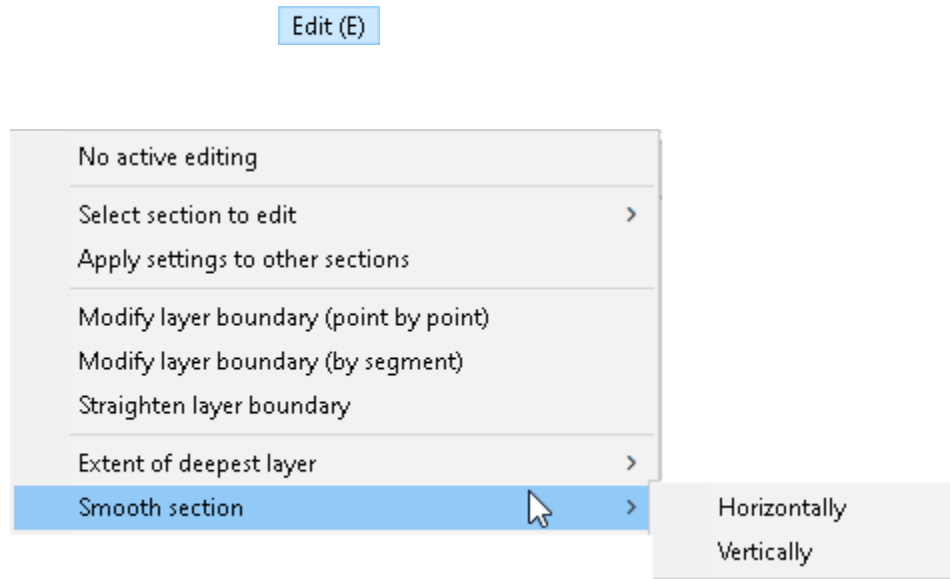 Edit (E)
No active editing
Select section to edit
Apply settings to other sections
Modify layer boundary (point by point)
Modify layer boundary (by segment)
Straighten layer boundary
Extent of deepest layer
Smooth section
Horizontally
Vertically